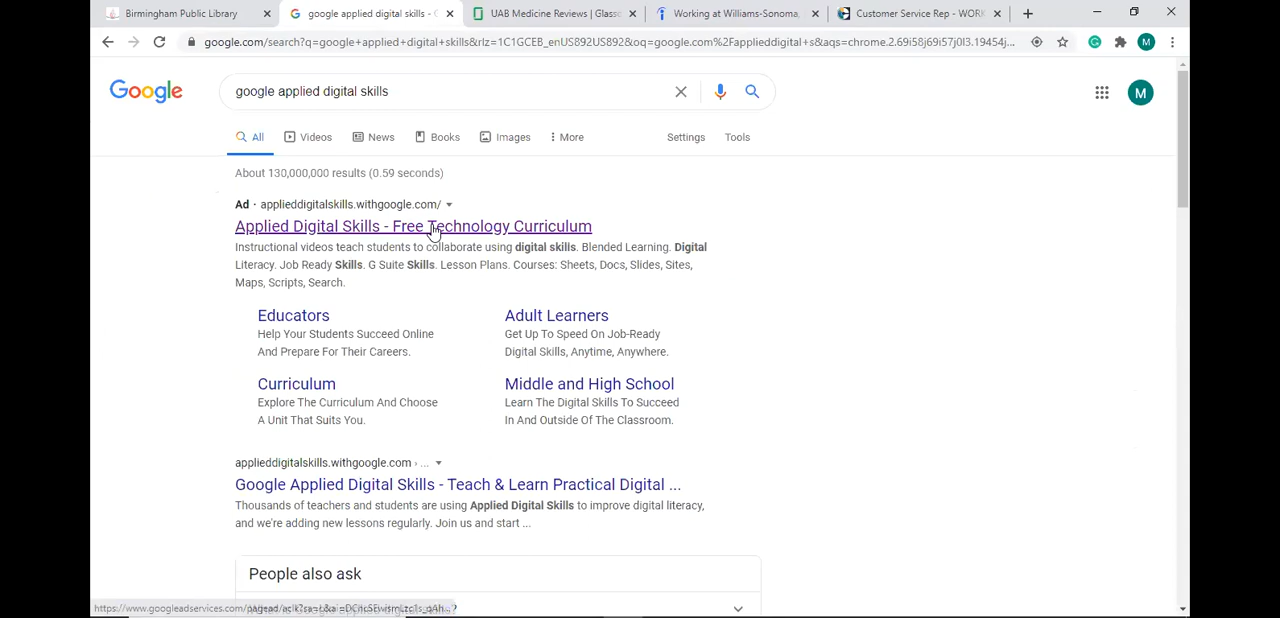 Birmingham Public Library
google applied digital skills - G
UAB Medicine Reviews | Glass
Working at Williams-Sonoma,
Customer Service Rep - WORK
google.com/search?q=google+applied+digital+skills&rlz=1C1GCEB_enUS892US892&oq=google.com%2Fapplieddigital+s&aqs=chrome.2.69i58j69i57j0l3.19454j...
M
Google
google applied digital skills
M
All
Videos
News
Books
Images
More
Settings
Tools
About 130,000,000 results (0.59 seconds)
Ad · applieddigitalskills.withgoogle.com/
Applied Digital Skills - Free Technology Curriculum
Instructional videos teach students to collaborate using digital skills. Blended Learning. Digital
Literacy. Job Ready Skills. G Suite Skills. Lesson Plans. Courses: Sheets, Docs, Slides, Sites,
Maps, Scripts, Search.
Educators
Help Your Students Succeed Online
And Prepare For Their Careers.
Adult Learners
Get Up To Speed On Job-Ready
Digital Skills, Anytime, Anywhere.
Curriculum
Explore The Curriculum And Choose
A Unit That Suits You.
Middle and High School
Learn The Digital Skills To Succeed
In And Outside Of The Classroom.
applieddigitalskills.withgoogle.com › ...
Google Applied Digital Skills - Teach & Learn Practical Digital ...
Thousands of teachers and students are using Applied Digital Skills to improve digital literacy,
and we're adding new lessons regularly. Join us and start ...
People also ask
https://www.googleadservices.com/